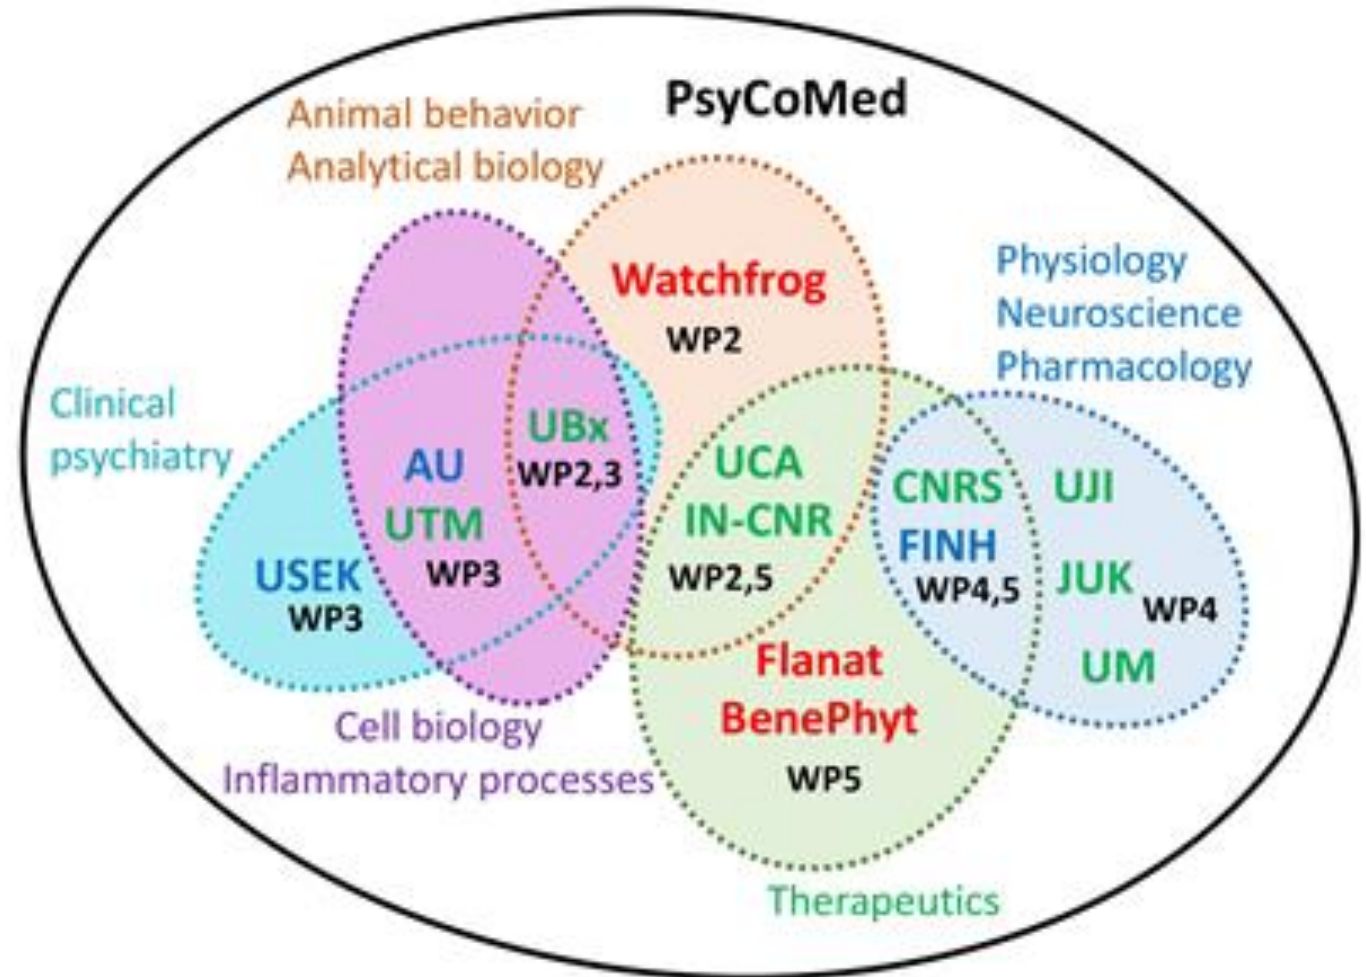 PsyCoMed
Animal behavior
Analytical biology
Watchfrog
WP2
Physiology
Neuroscience
Pharmacology
Clinical
psychiatry
UBx
WP2,3
AU
UTM
WP3
USEK
WP3
UCA
IN-CNR
WP2,5
CNRS
FINH
WP4,5
UJI
JUK
WP4
UM
Flanat
BenePhyt
WP5
Cell biology
Inflammatory processes
Therapeutics